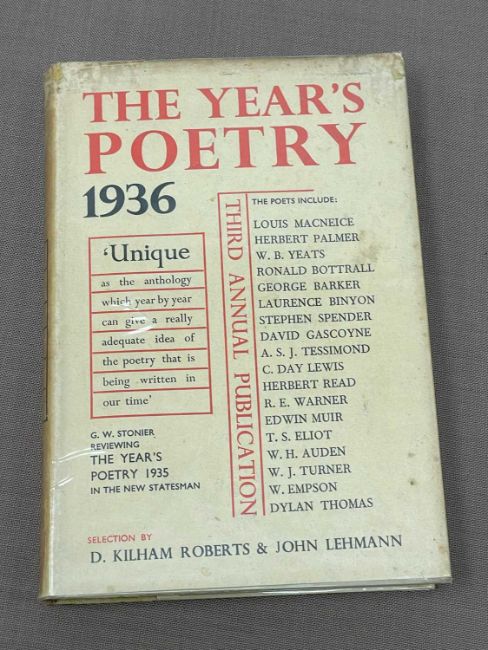 THE YEAR'S
POETRY
1936
'Unique
as the anthology
which year by year
can give a really
adequate idea of
the poetry that is
being written in
our time'
G. W. STONIER
REVIEWING
THE YEAR'S
POETRY 1935
IN THE NEW STATESMAN
THIRD ANNUAL PUBLICATION
THE POETS INCLUDE:
LOUIS MACNEICE
HERBERT PALMER
W. B. YEATS
RONALD BOTTRALL
GEORGE BARKER
LAURENCE BINYON
STEPHEN SPENDER
DAVID GASCOYNE
A. S. J. TESSIMOND
C. DAY LEWIS
HERBERT READ
R. E. WARNER
EDWIN MUIR
T. S. ELIOT
W. H. AUDEN
W. J. TURNER
W. EMPSON
DYLAN THOMAS
SELECTION BY
D. KILHAM ROBERTS & JOHN LEHMANN